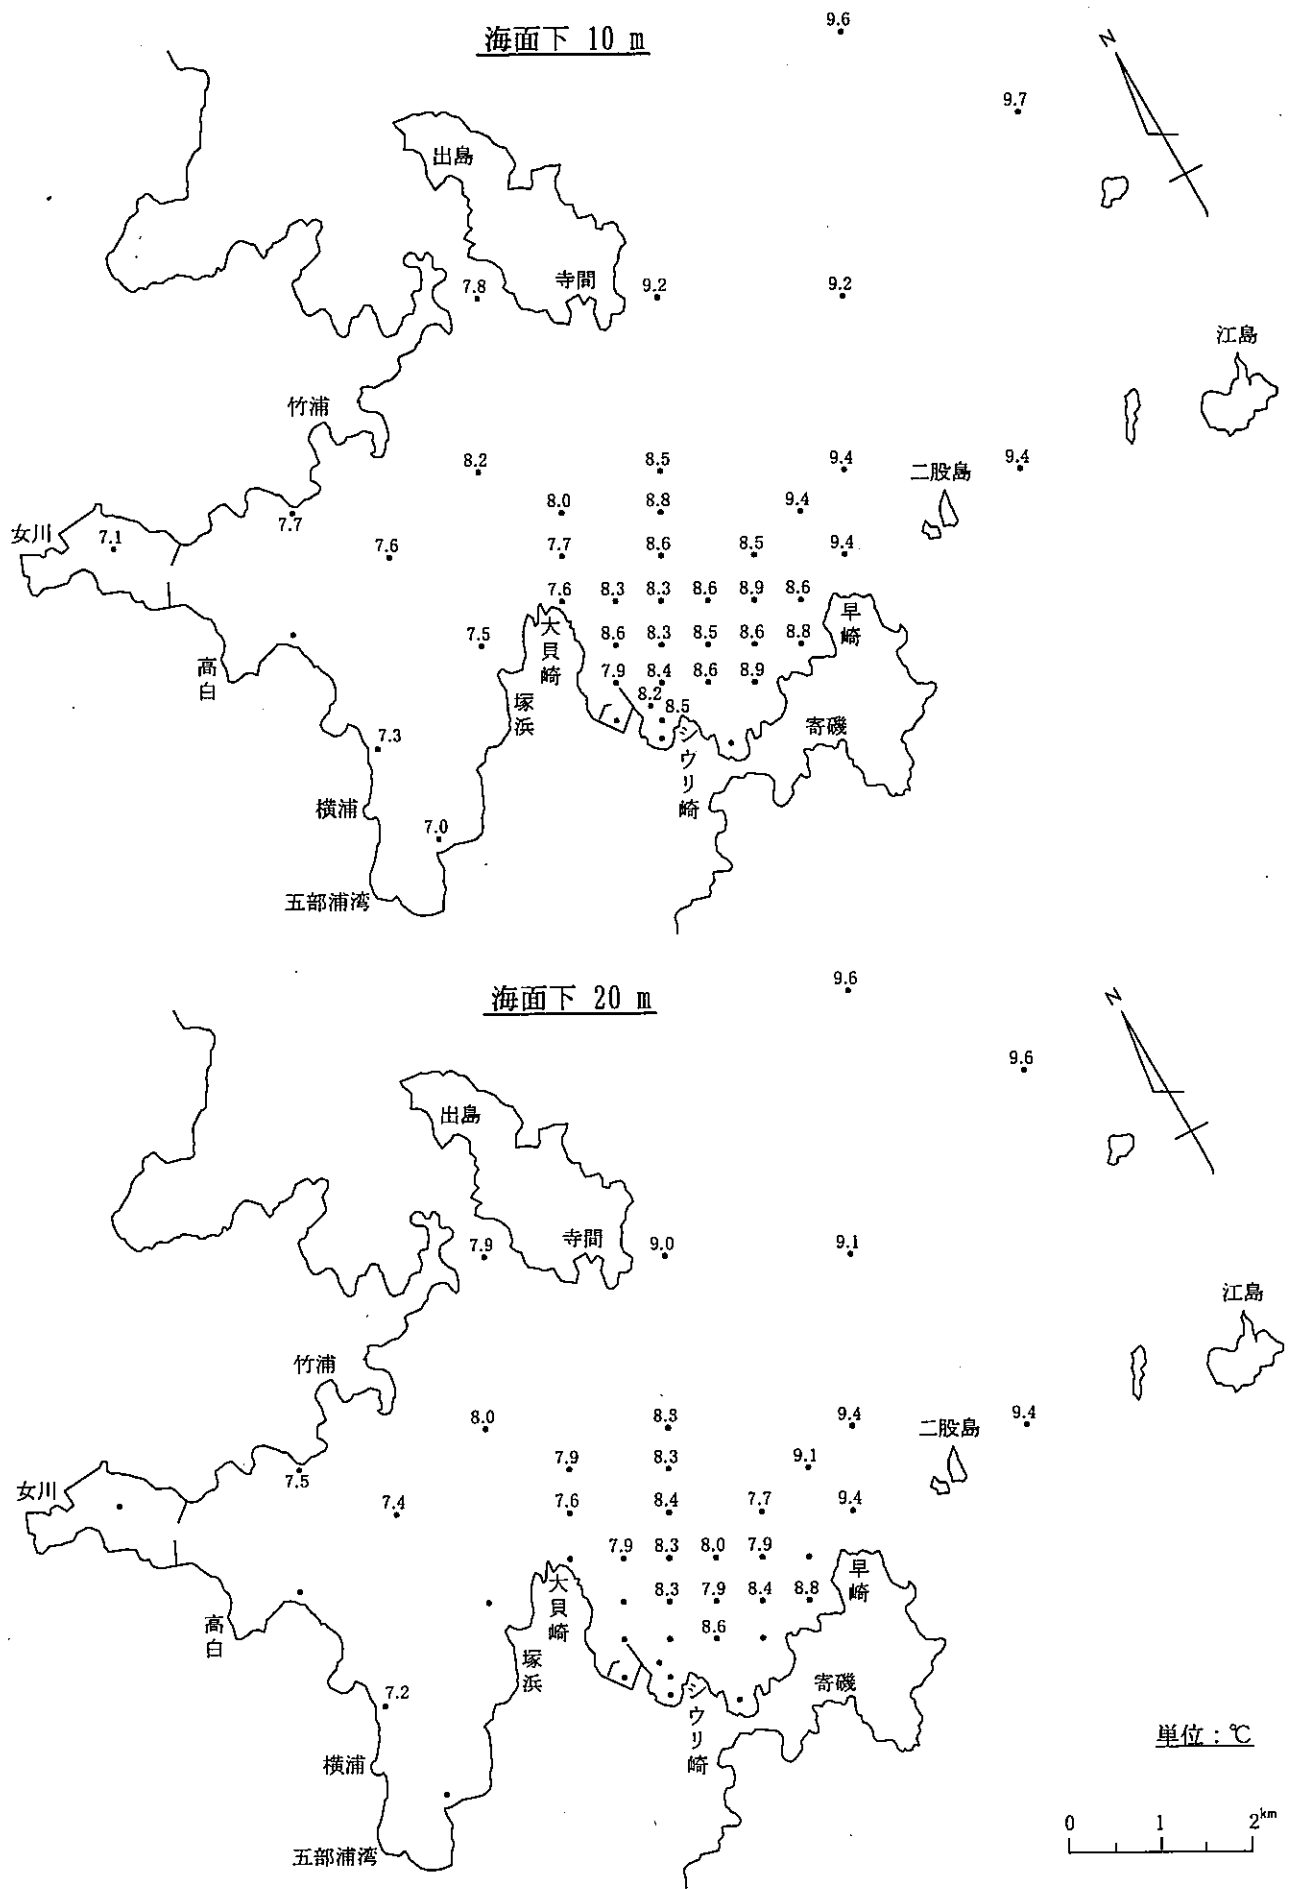 海面下 10 m
9.6
N
9.7
出島
寺間
7.8
9.2
9.2
江島
竹浦
8.2
8.5
9.4
二股島
9.4
8.0
8.8
9.4
女川
7.1
7.7
7.6
7.7
8.6
8.5
9.4
7.6
8.3
8.3
8.6
8.9
8.6
早崎
大貝崎
7.5
8.6
8.3
8.5
8.6
8.8
高白
7.9
8.4
8.6
8.9
塚浜
8.2
8.5
シウリ崎
寄磯
7.3
横浦
7.0
五部浦湾
海面下 20 m
9.6
N
9.6
出島
寺間
7.9
9.0
9.1
江島
竹浦
8.0
8.3
9.4
二股島
9.4
7.9
8.3
9.1
女川
7.5
7.4
7.6
8.4
7.7
9.4
7.9
8.3
8.0
7.9
早崎
大貝崎
8.3
7.9
8.4
8.8
高白
8.6
塚浜
シウリ崎
寄磯
7.2
横浦
単位：℃
五部浦湾
0 1 2km